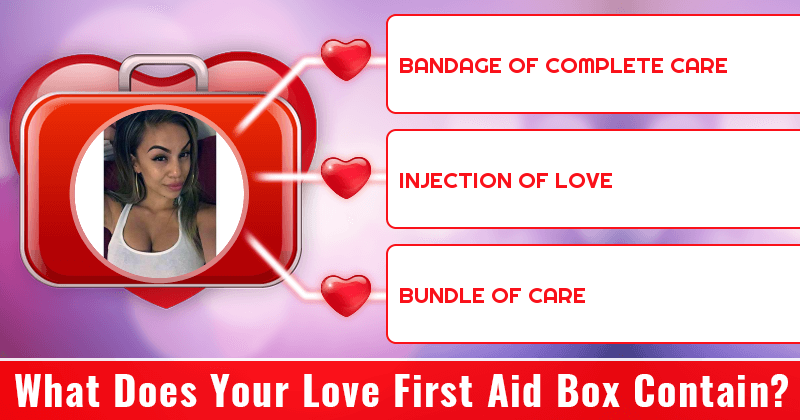 BANDAGE OF COMPLETE CARE
INJECTION OF LOVE
BUNDLE OF CARE
What Does Your Love First Aid Box Contain?